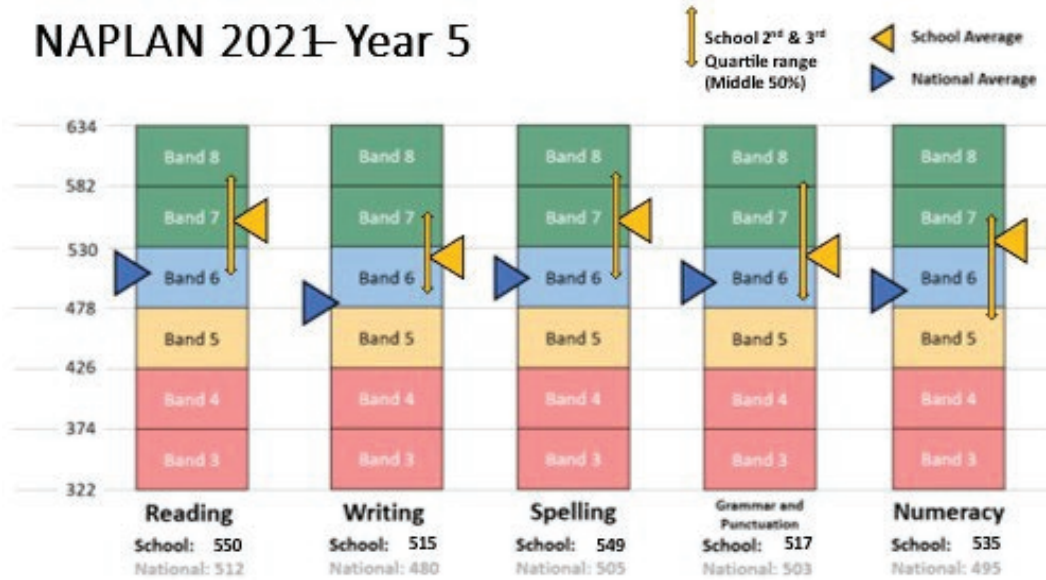 NAPLAN 2021– Year 5
School 2nd & 3rd
Quartile range
(Middle 50%)
School Average
National Average
634
582
530
478
426
374
322
Band 8
Band 7
Band 6
Band 5
Band 4
Band 3
Band 8
Band 7
Band 6
Band 5
Band 4
Band 3
Band 8
Band 7
Band 6
Band 5
Band 4
Band 3
Band 8
Band 7
Band 6
Band 5
Band 4
Band 3
Band 8
Band 7
Band 6
Band 5
Band 4
Band 3
Reading
School: 550
National: 512
Writing
School: 515
National: 480
Spelling
School: 549
National: 505
Grammar and
Punctuation
School: 517
National: 503
Numeracy
School: 535
National: 495